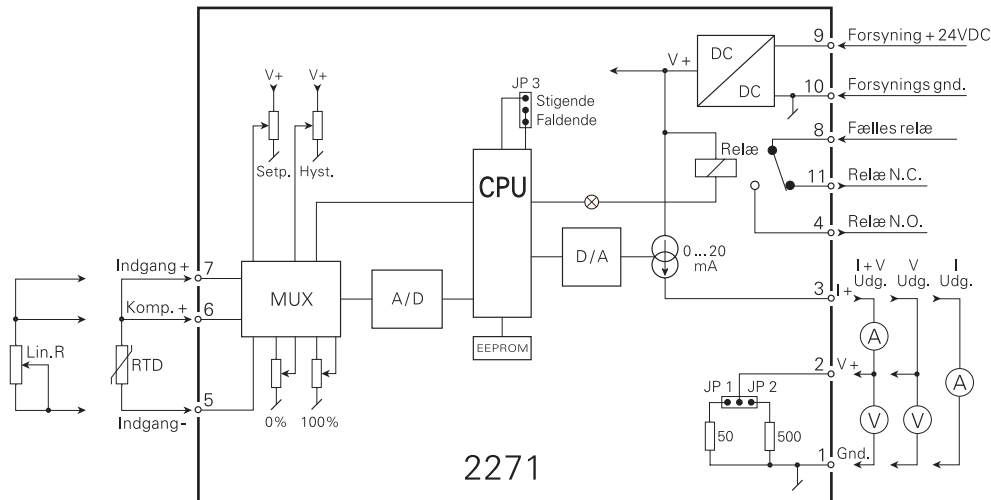 9 Forsyning + 24VDC
DC
V +
DC
10 Forsynings gnd.
V+ V+
JP 3
Stigende
Faldende
8 Fælles relæ
Relæ
11 Relæ N.C.
Setp. Hyst.
CPU
4 Relæ N.O.
D/A
0...20
mA
Indgang + 7
MUX
A/D
3 I +
I + V
Udg.
V
Udg.
I
Udg.
Komp. + 6
A
EEPROM
Lin.R
RTD
2 V +
A
JP 1 JP 2
5
Indgang -
0% 100%
50
500
V
V
2271
1 Gnd.